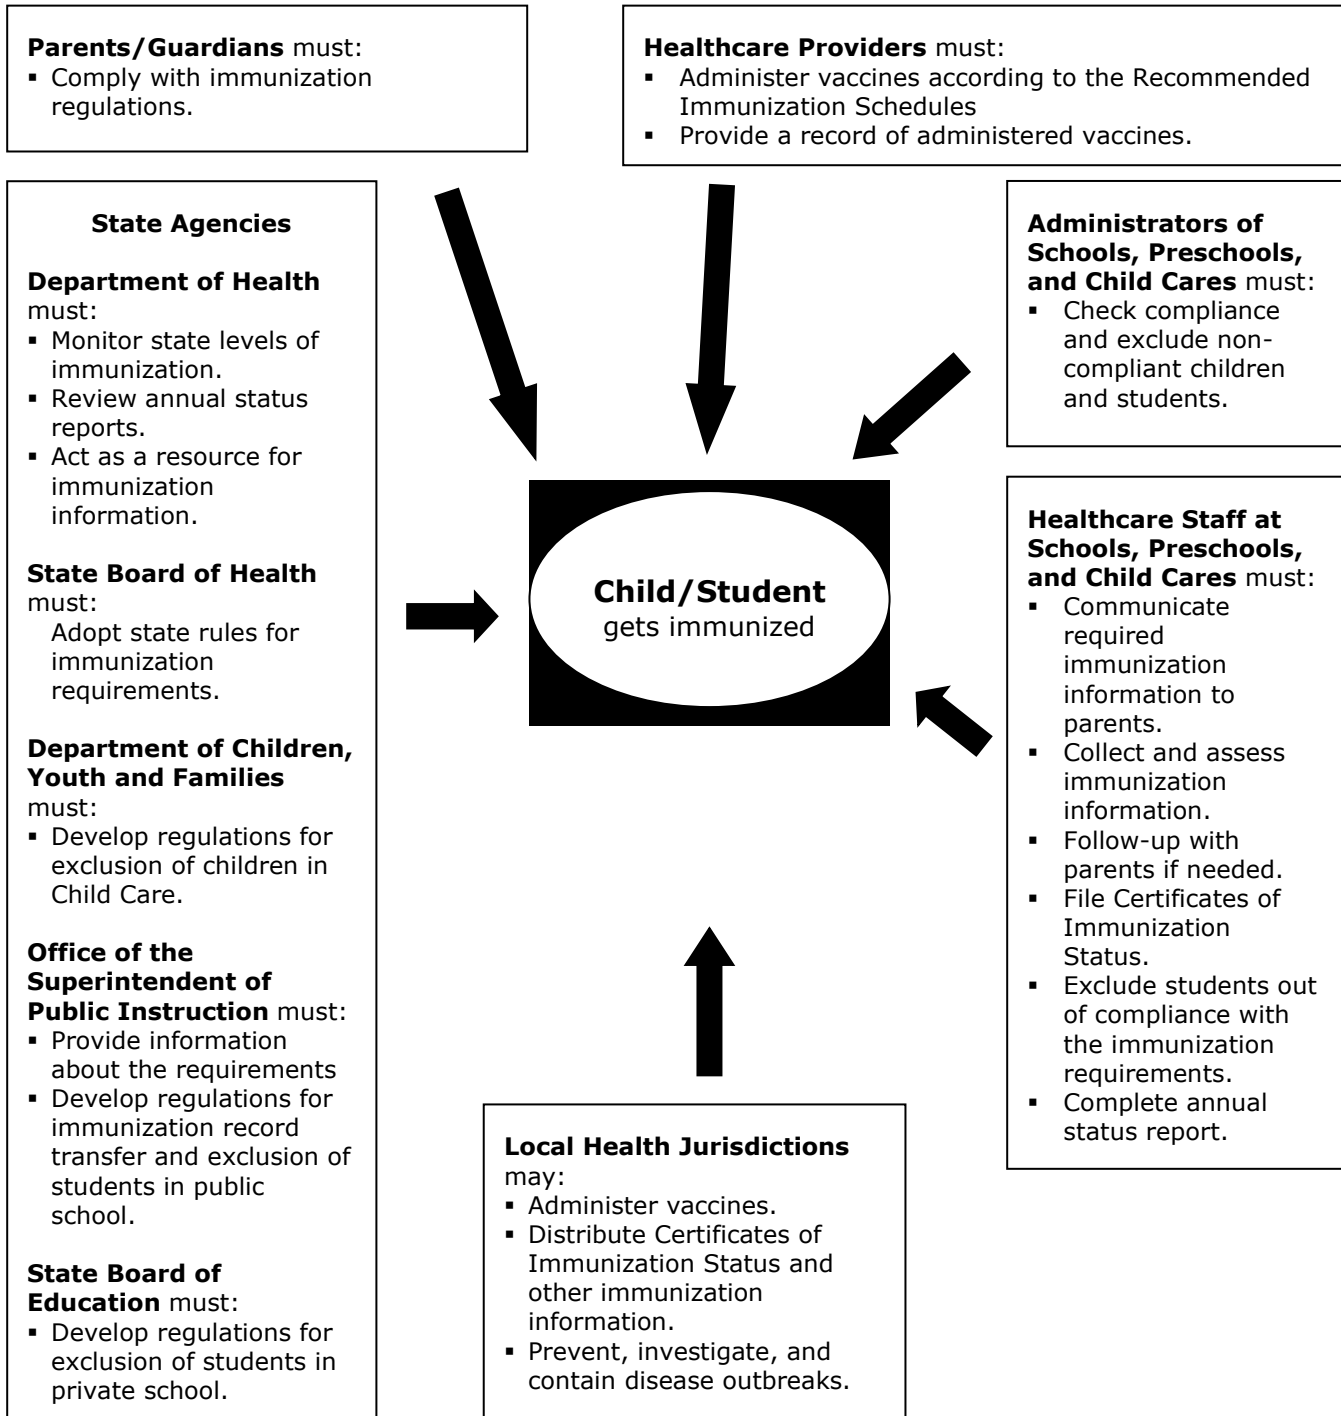 Parents/Guardians must:
▪ Comply with immunization
regulations.
Healthcare Providers must:
▪ Administer vaccines according to the Recommended
Immunization Schedules
▪ Provide a record of administered vaccines.
State Agencies
Department of Health
must:
▪ Monitor state levels of
immunization.
▪ Review annual status
reports.
▪ Act as a resource for
immunization
information.
State Board of Health
must:
Adopt state rules for
immunization
requirements.
Department of Children,
Youth and Families
must:
▪ Develop regulations for
exclusion of children in
Child Care.
Office of the
Superintendent of
Public Instruction must:
▪ Provide information
about the requirements
▪ Develop regulations for
immunization record
transfer and exclusion of
students in public
school.
State Board of
Education must:
▪ Develop regulations for
exclusion of students in
private school.
Child/Student
gets immunized
Administrators of
Schools, Preschools,
and Child Cares must:
▪ Check compliance
and exclude non-
compliant children
and students.
Healthcare Staff at
Schools, Preschools,
and Child Cares must:
▪ Communicate
required
immunization
information to
parents.
▪ Collect and assess
immunization
information.
▪ Follow-up with
parents if needed.
▪ File Certificates of
Immunization
Status.
▪ Exclude students out
of compliance with
the immunization
requirements.
▪ Complete annual
status report.
Local Health Jurisdictions
may:
▪ Administer vaccines.
▪ Distribute Certificates of
Immunization Status and
other immunization
information.
▪ Prevent, investigate, and
contain disease outbreaks.